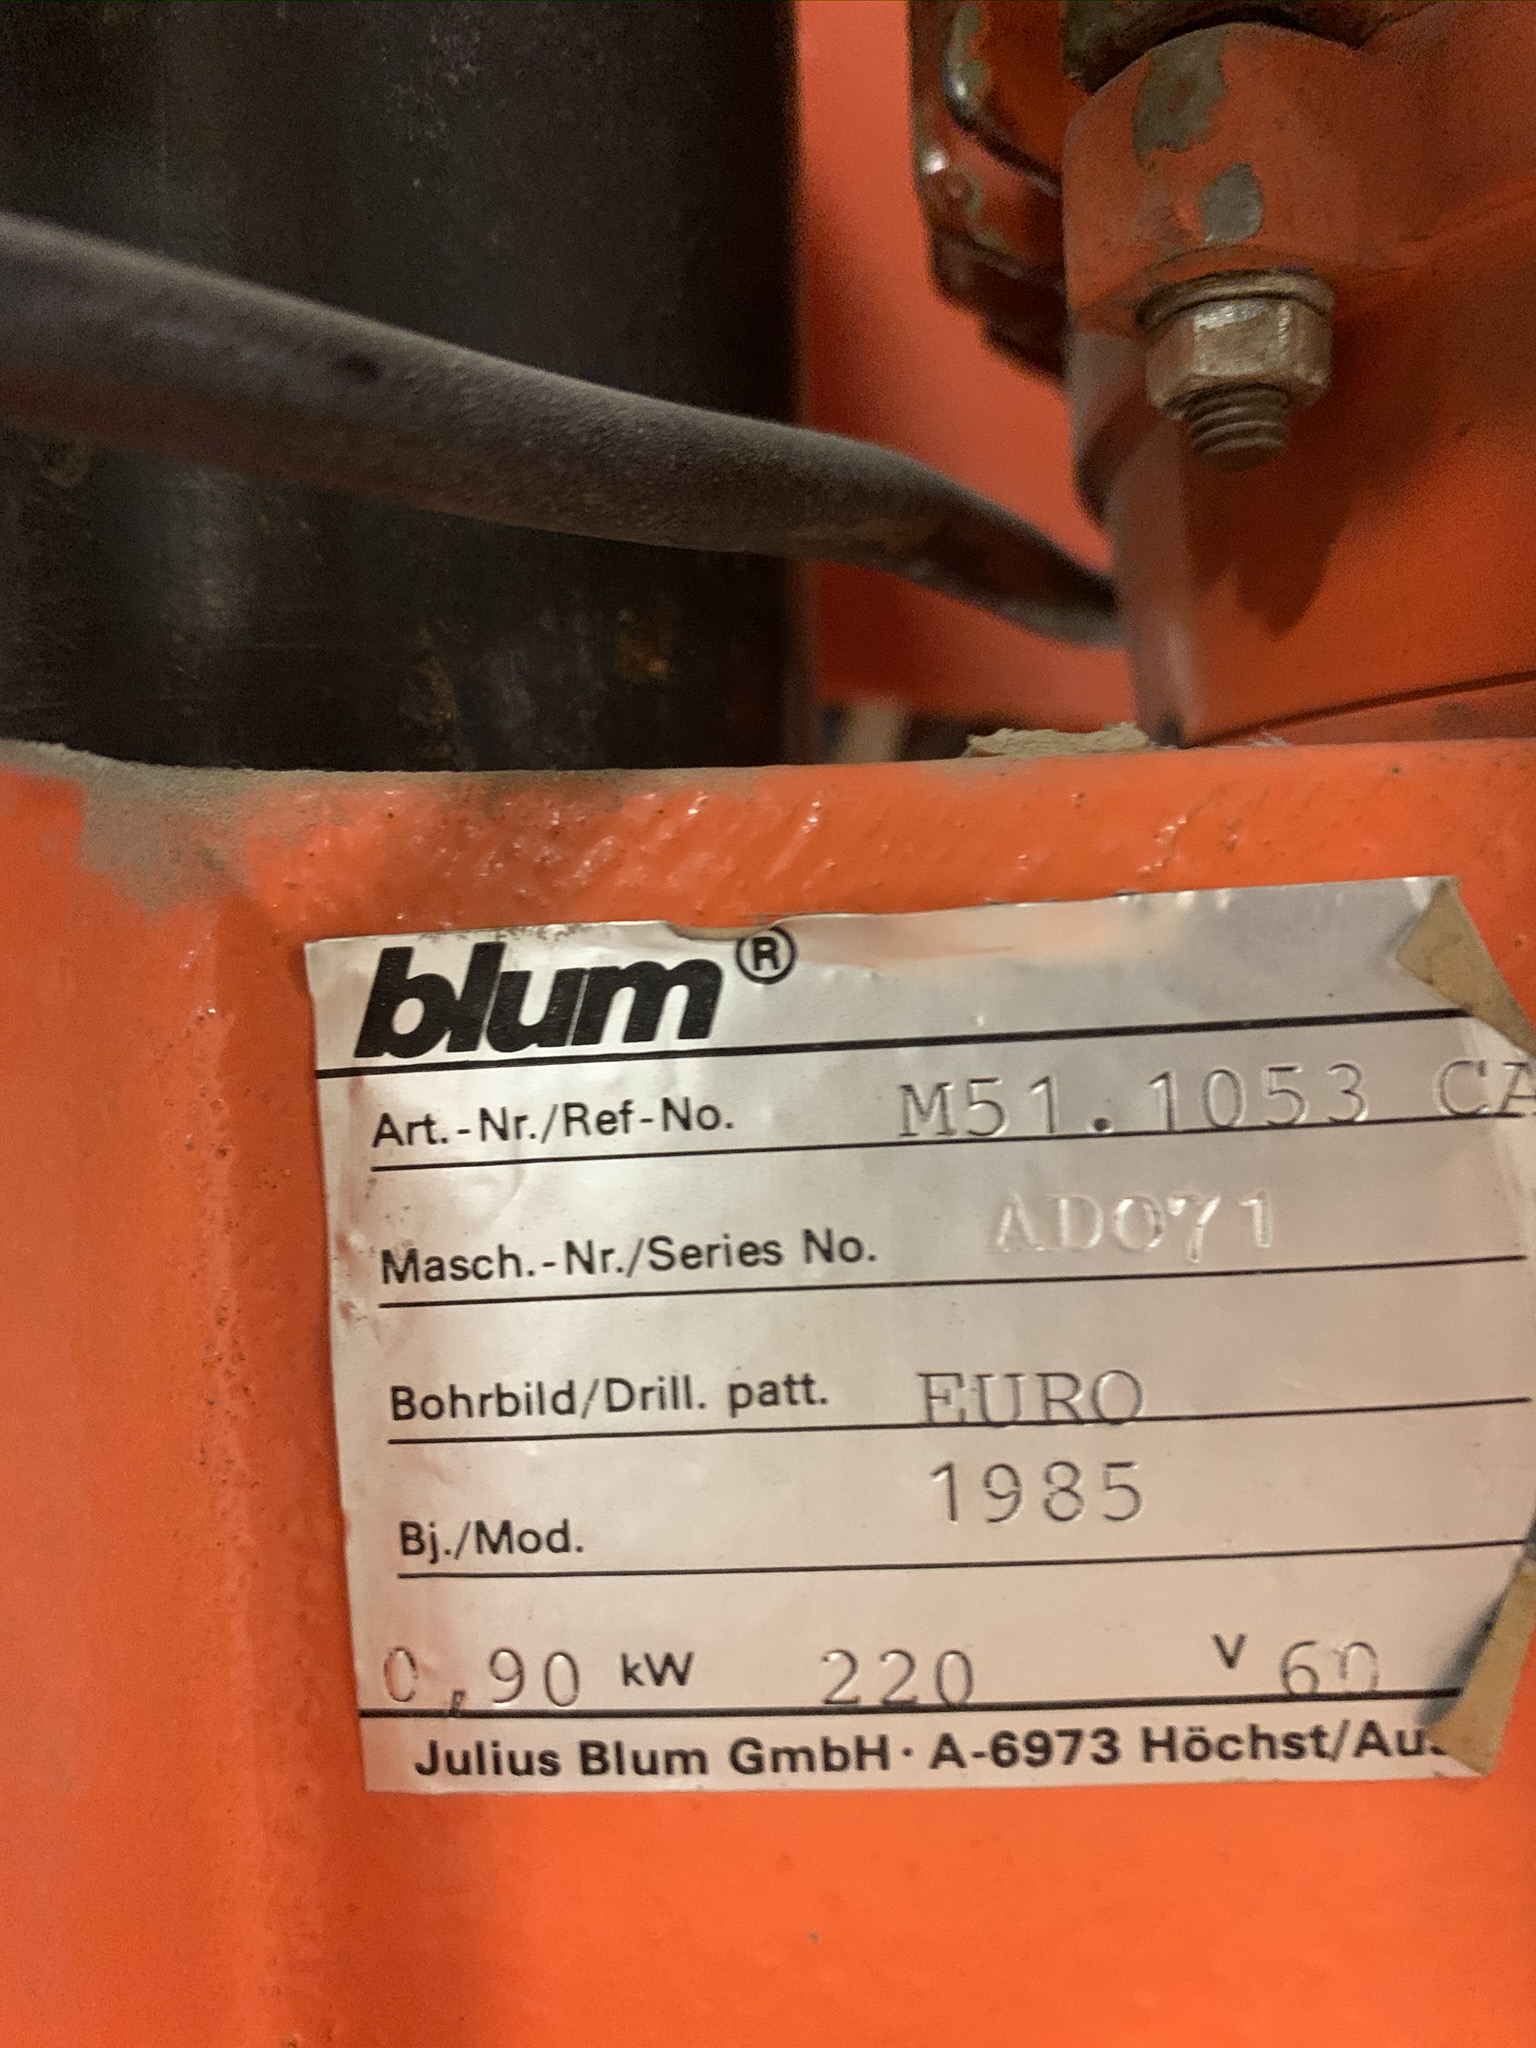 blum®
Art.-Nr./Ref-No. M51.1053 CA
Masch.-Nr./Series No. AD071
Bohrbild/Drill. patt. EURO
Bj./Mod. 1985
0,90 kW 220 V 60
Julius Blum GmbH · A-6973 Höchst/Au